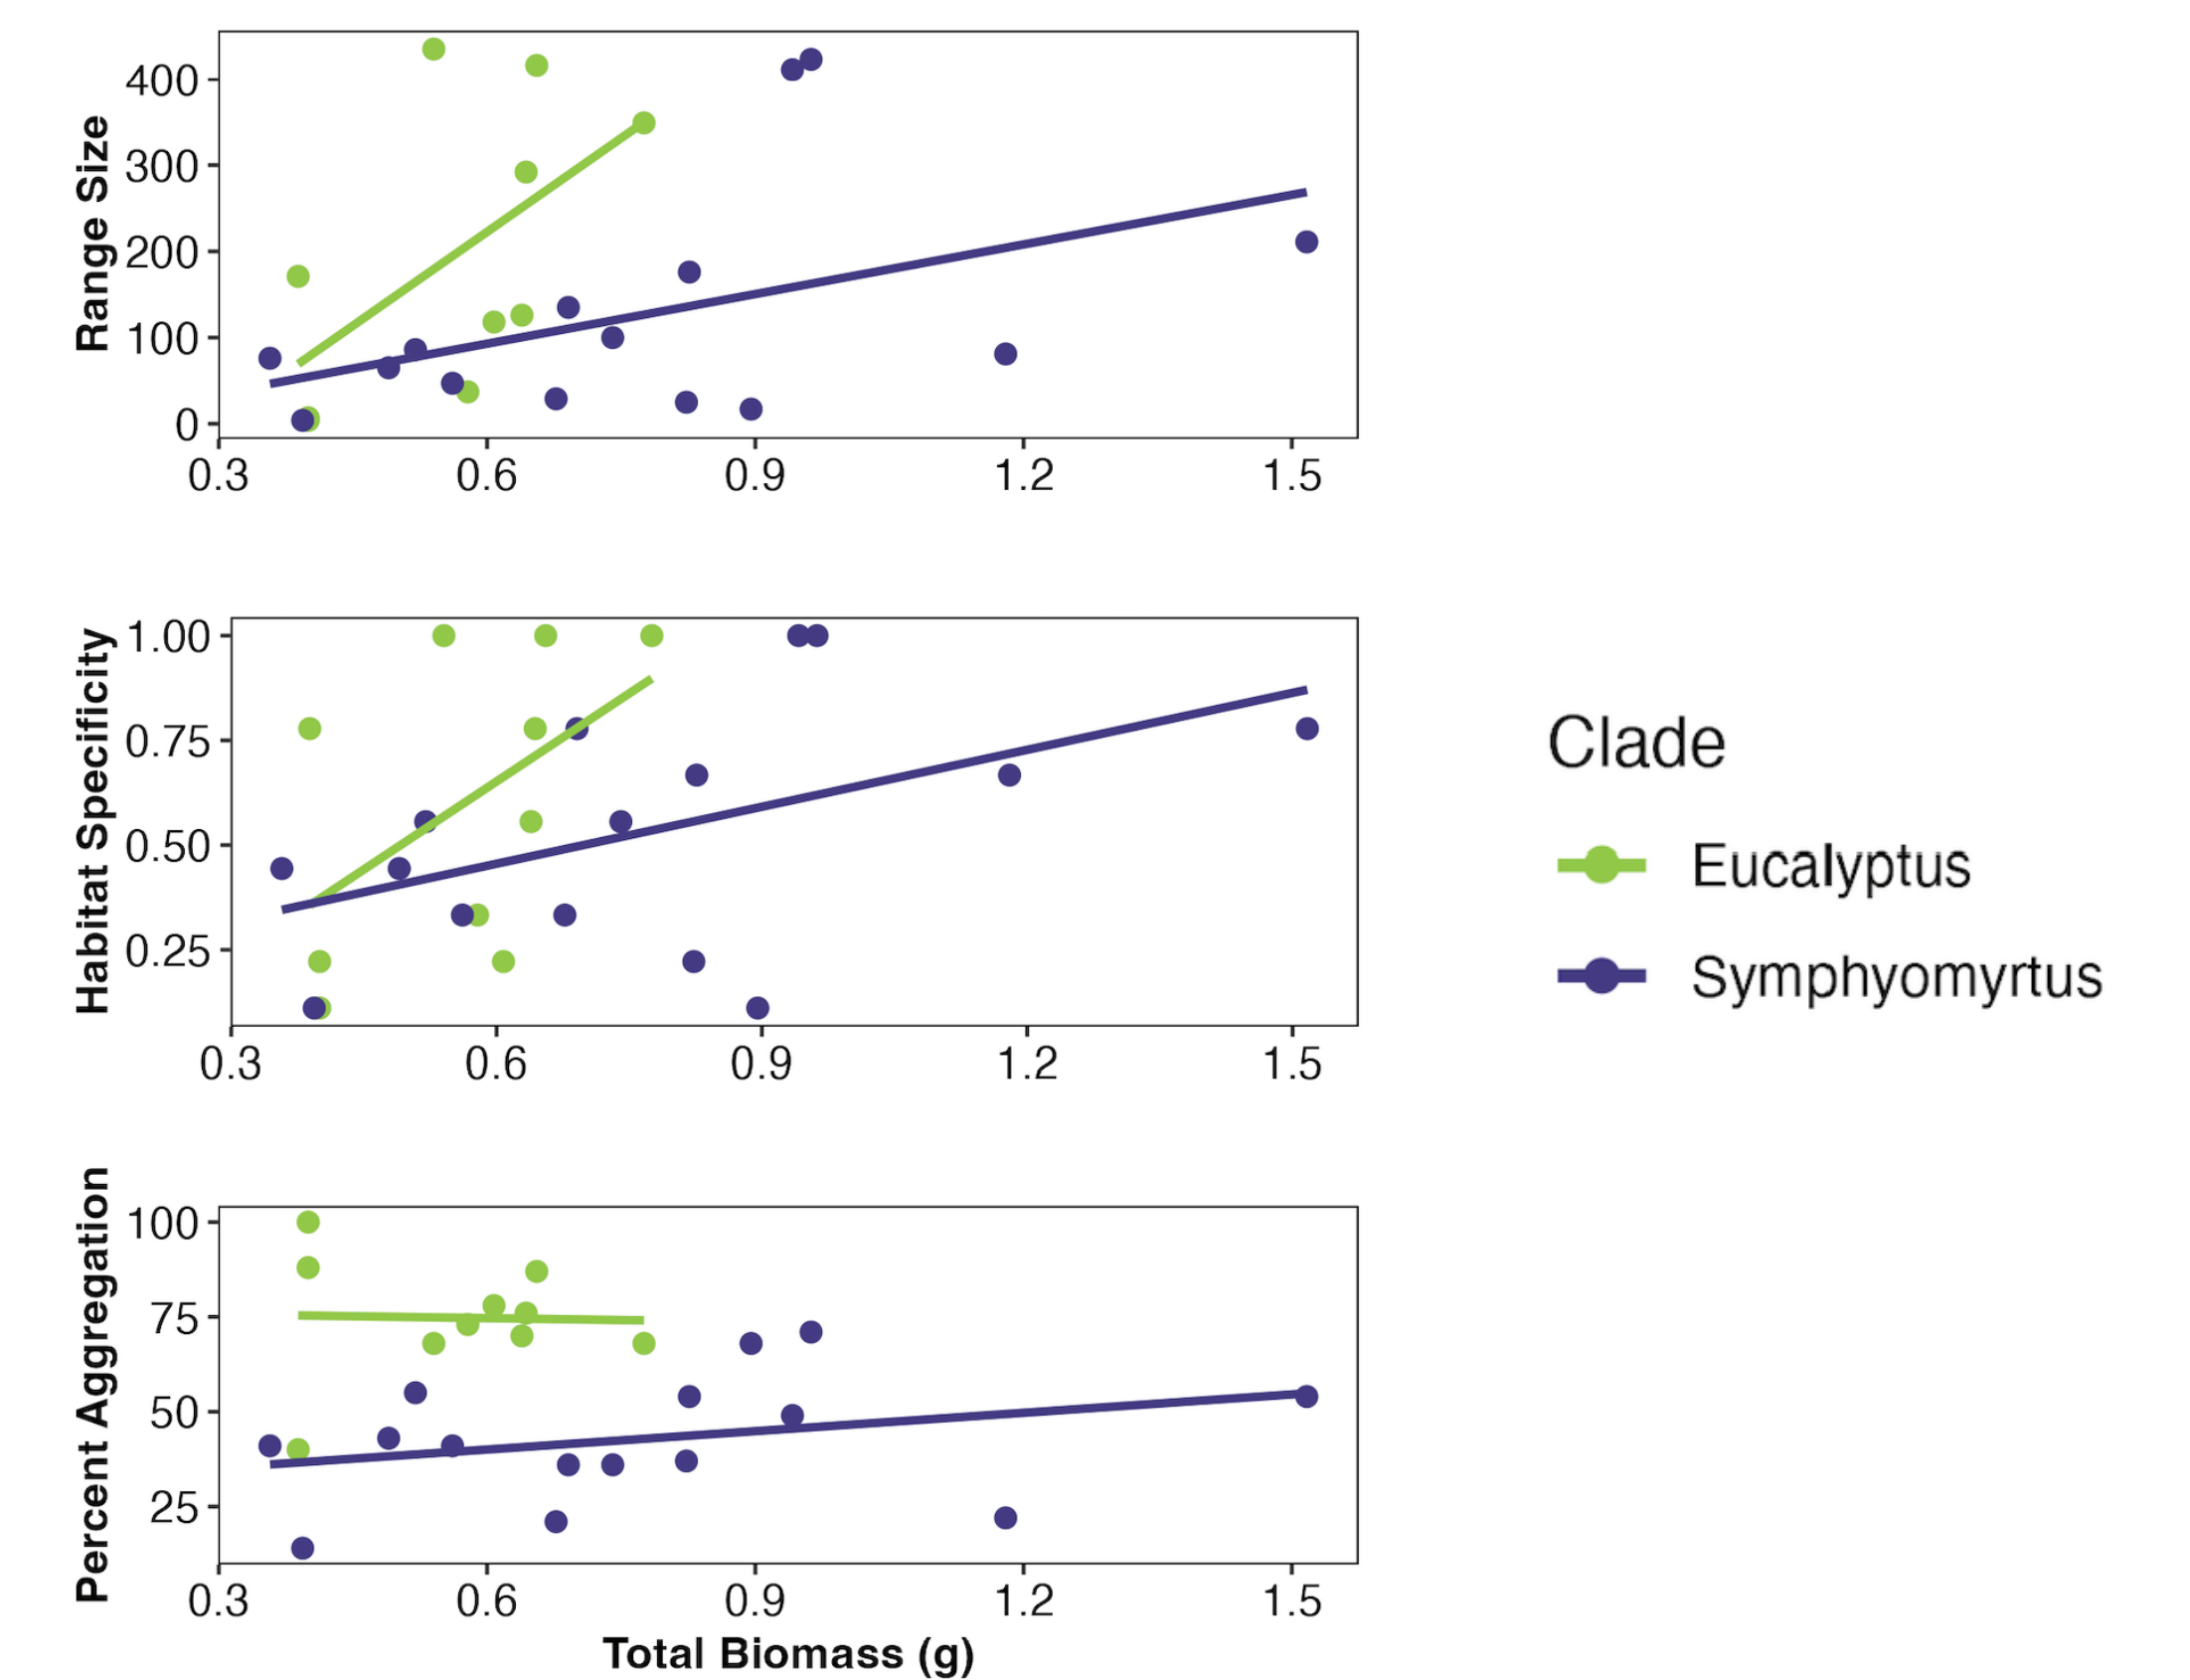 Range Size
400
300
200
100
0
0.3 0.6 0.9 1.2 1.5
Habitat Specificity
1.00
0.75
0.50
0.25
0.3 0.6 0.9 1.2 1.5
Clade
Eucalyptus
Symphyomyrtus
Percent Aggregation
100
75
50
25
0.3 0.6 0.9 1.2 1.5
Total Biomass (g)